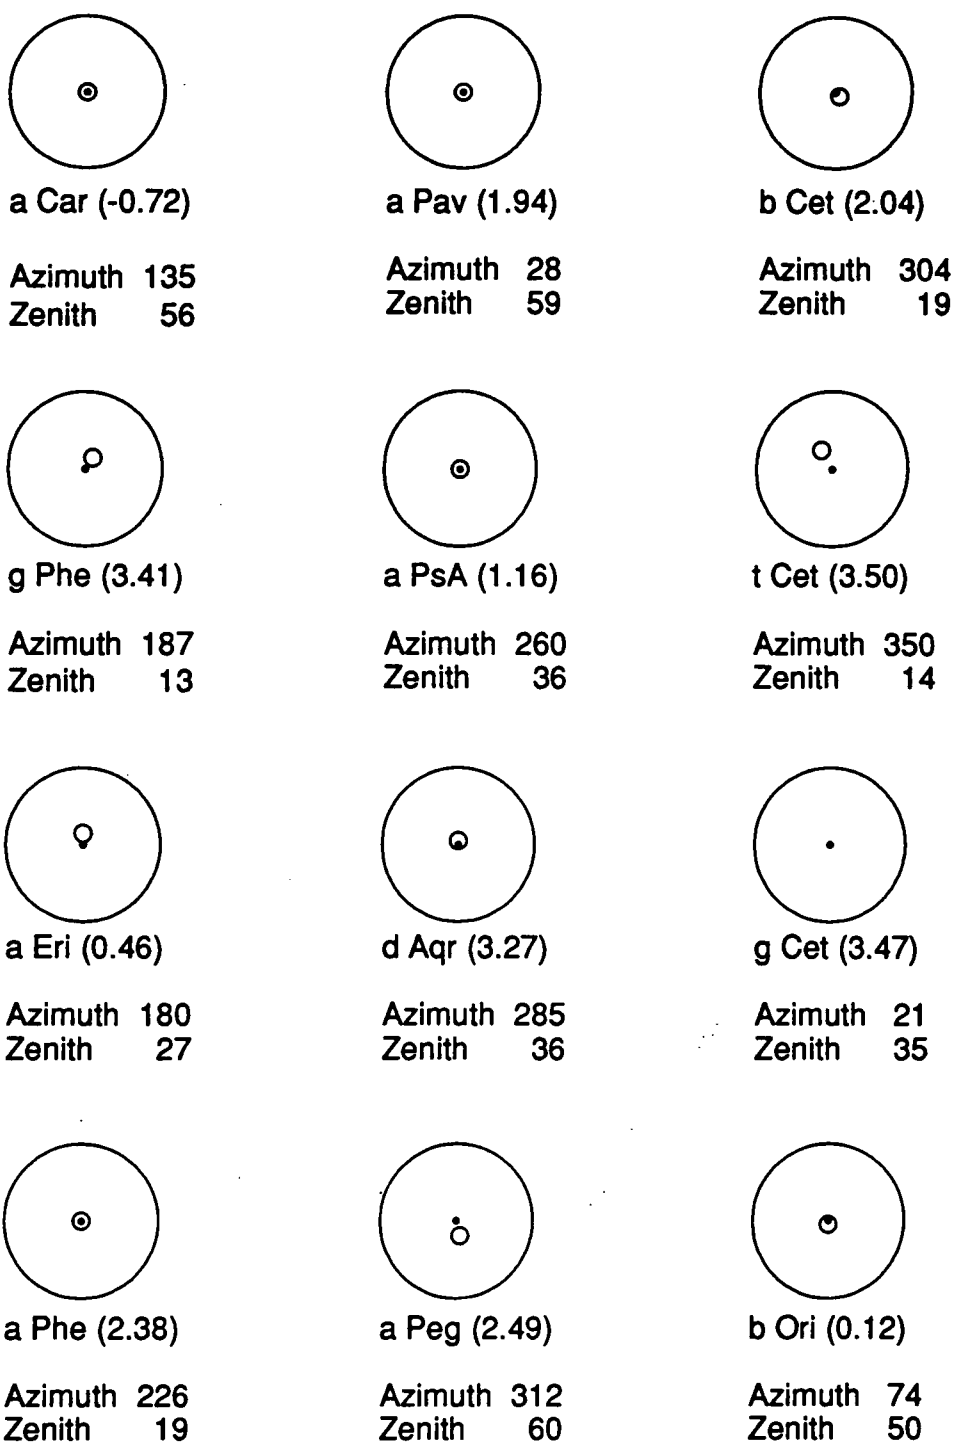 a Car (-0.72)
Azimuth 135
Zenith 56
a Pav (1.94)
Azimuth 28
Zenith 59
b Cet (2.04)
Azimuth 304
Zenith 19
g Phe (3.41)
Azimuth 187
Zenith 13
a PsA (1.16)
Azimuth 260
Zenith 36
t Cet (3.50)
Azimuth 350
Zenith 14
a Eri (0.46)
Azimuth 180
Zenith 27
d Aqr (3.27)
Azimuth 285
Zenith 36
g Cet (3.47)
Azimuth 21
Zenith 35
a Phe (2.38)
Azimuth 226
Zenith 19
a Peg (2.49)
Azimuth 312
Zenith 60
b Ori (0.12)
Azimuth 74
Zenith 50